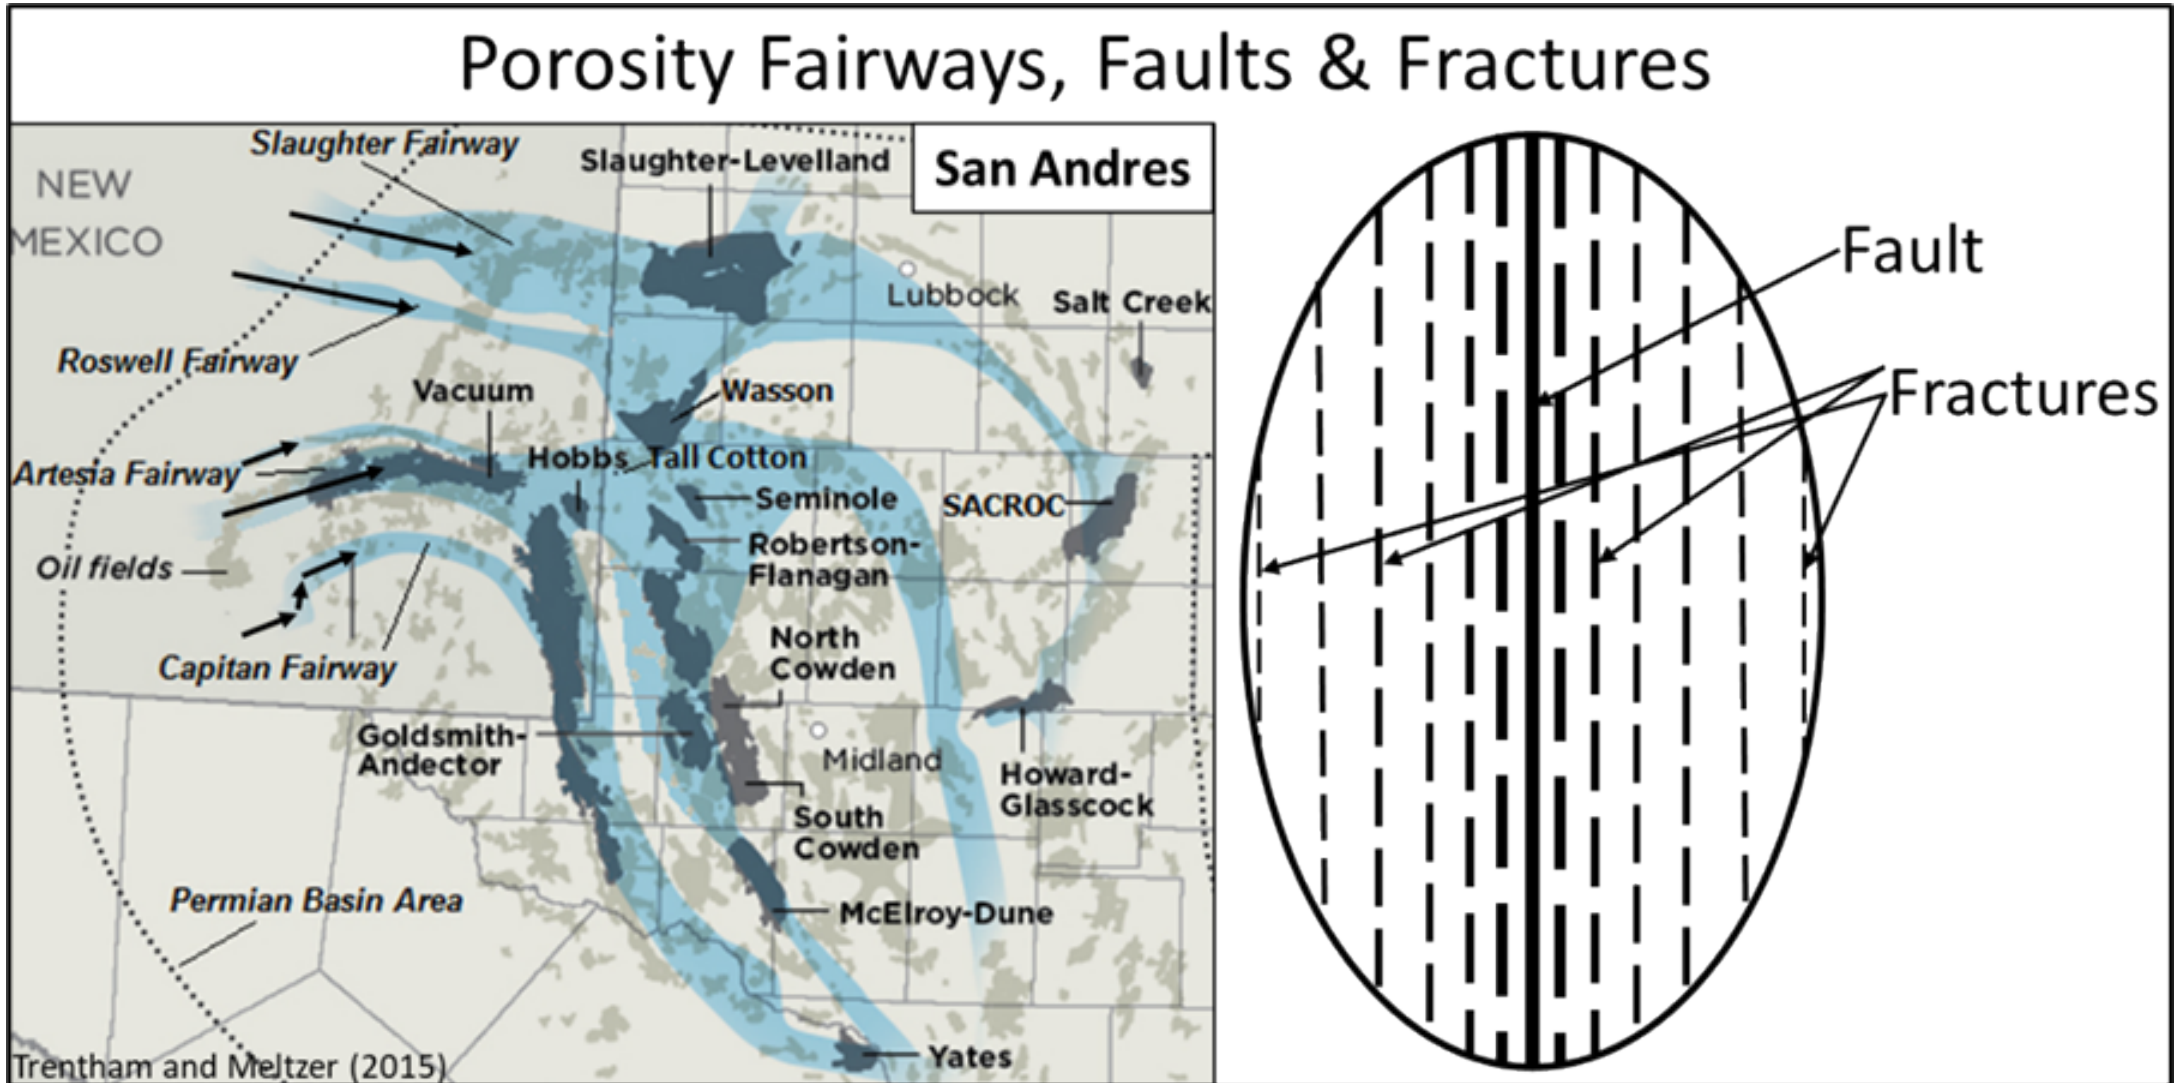 Porosity Fairways, Faults & Fractures
San Andres
NEW
MEXICO
Slaughter Fairway
Slaughter-Levelland
Lubbock
Salt Creek
Roswell Fairway
Vacuum
Wasson
Artesia Fairway
Hobbs
Tall Cotton
Seminole
SACROC
Robertson-
Flanagan
Oil fields
Capitan Fairway
North
Cowden
Goldsmith-
Andector
Midland
Howard-
Glasscock
South
Cowden
Permian Basin Area
McElroy-Dune
Yates
Trentham and Meltzer (2015)
Fault
Fractures